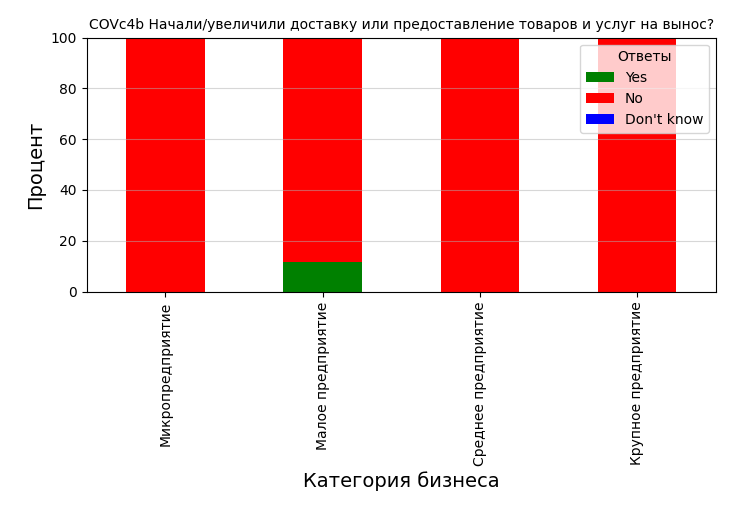 COVc4b Начали/увеличили доставку или предоставление товаров и услуг на вынос?
100
80
60
40
20
0
Процент
Ответы
Yes
No
Don't know
Микропредприятие
Малое предприятие
Среднее предприятие
Крупное предприятие
Категория бизнеса